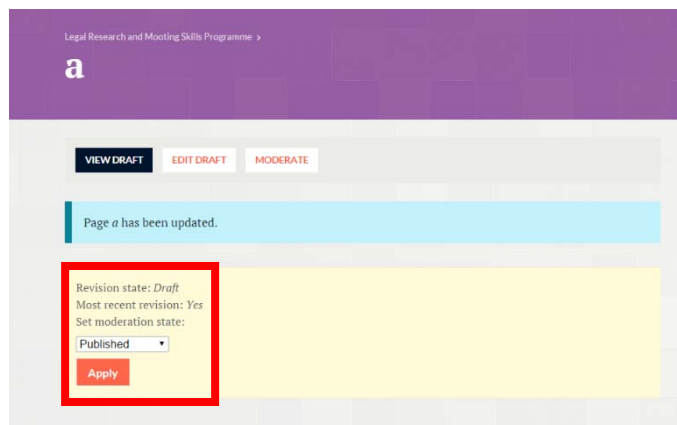 Legal Research and Mooting Skills Programme ›
a
VIEW DRAFT EDIT DRAFT MODERATE
Page a has been updated.
Revision state: Draft
Most recent revision: Yes
Set moderation state:
Published
Apply